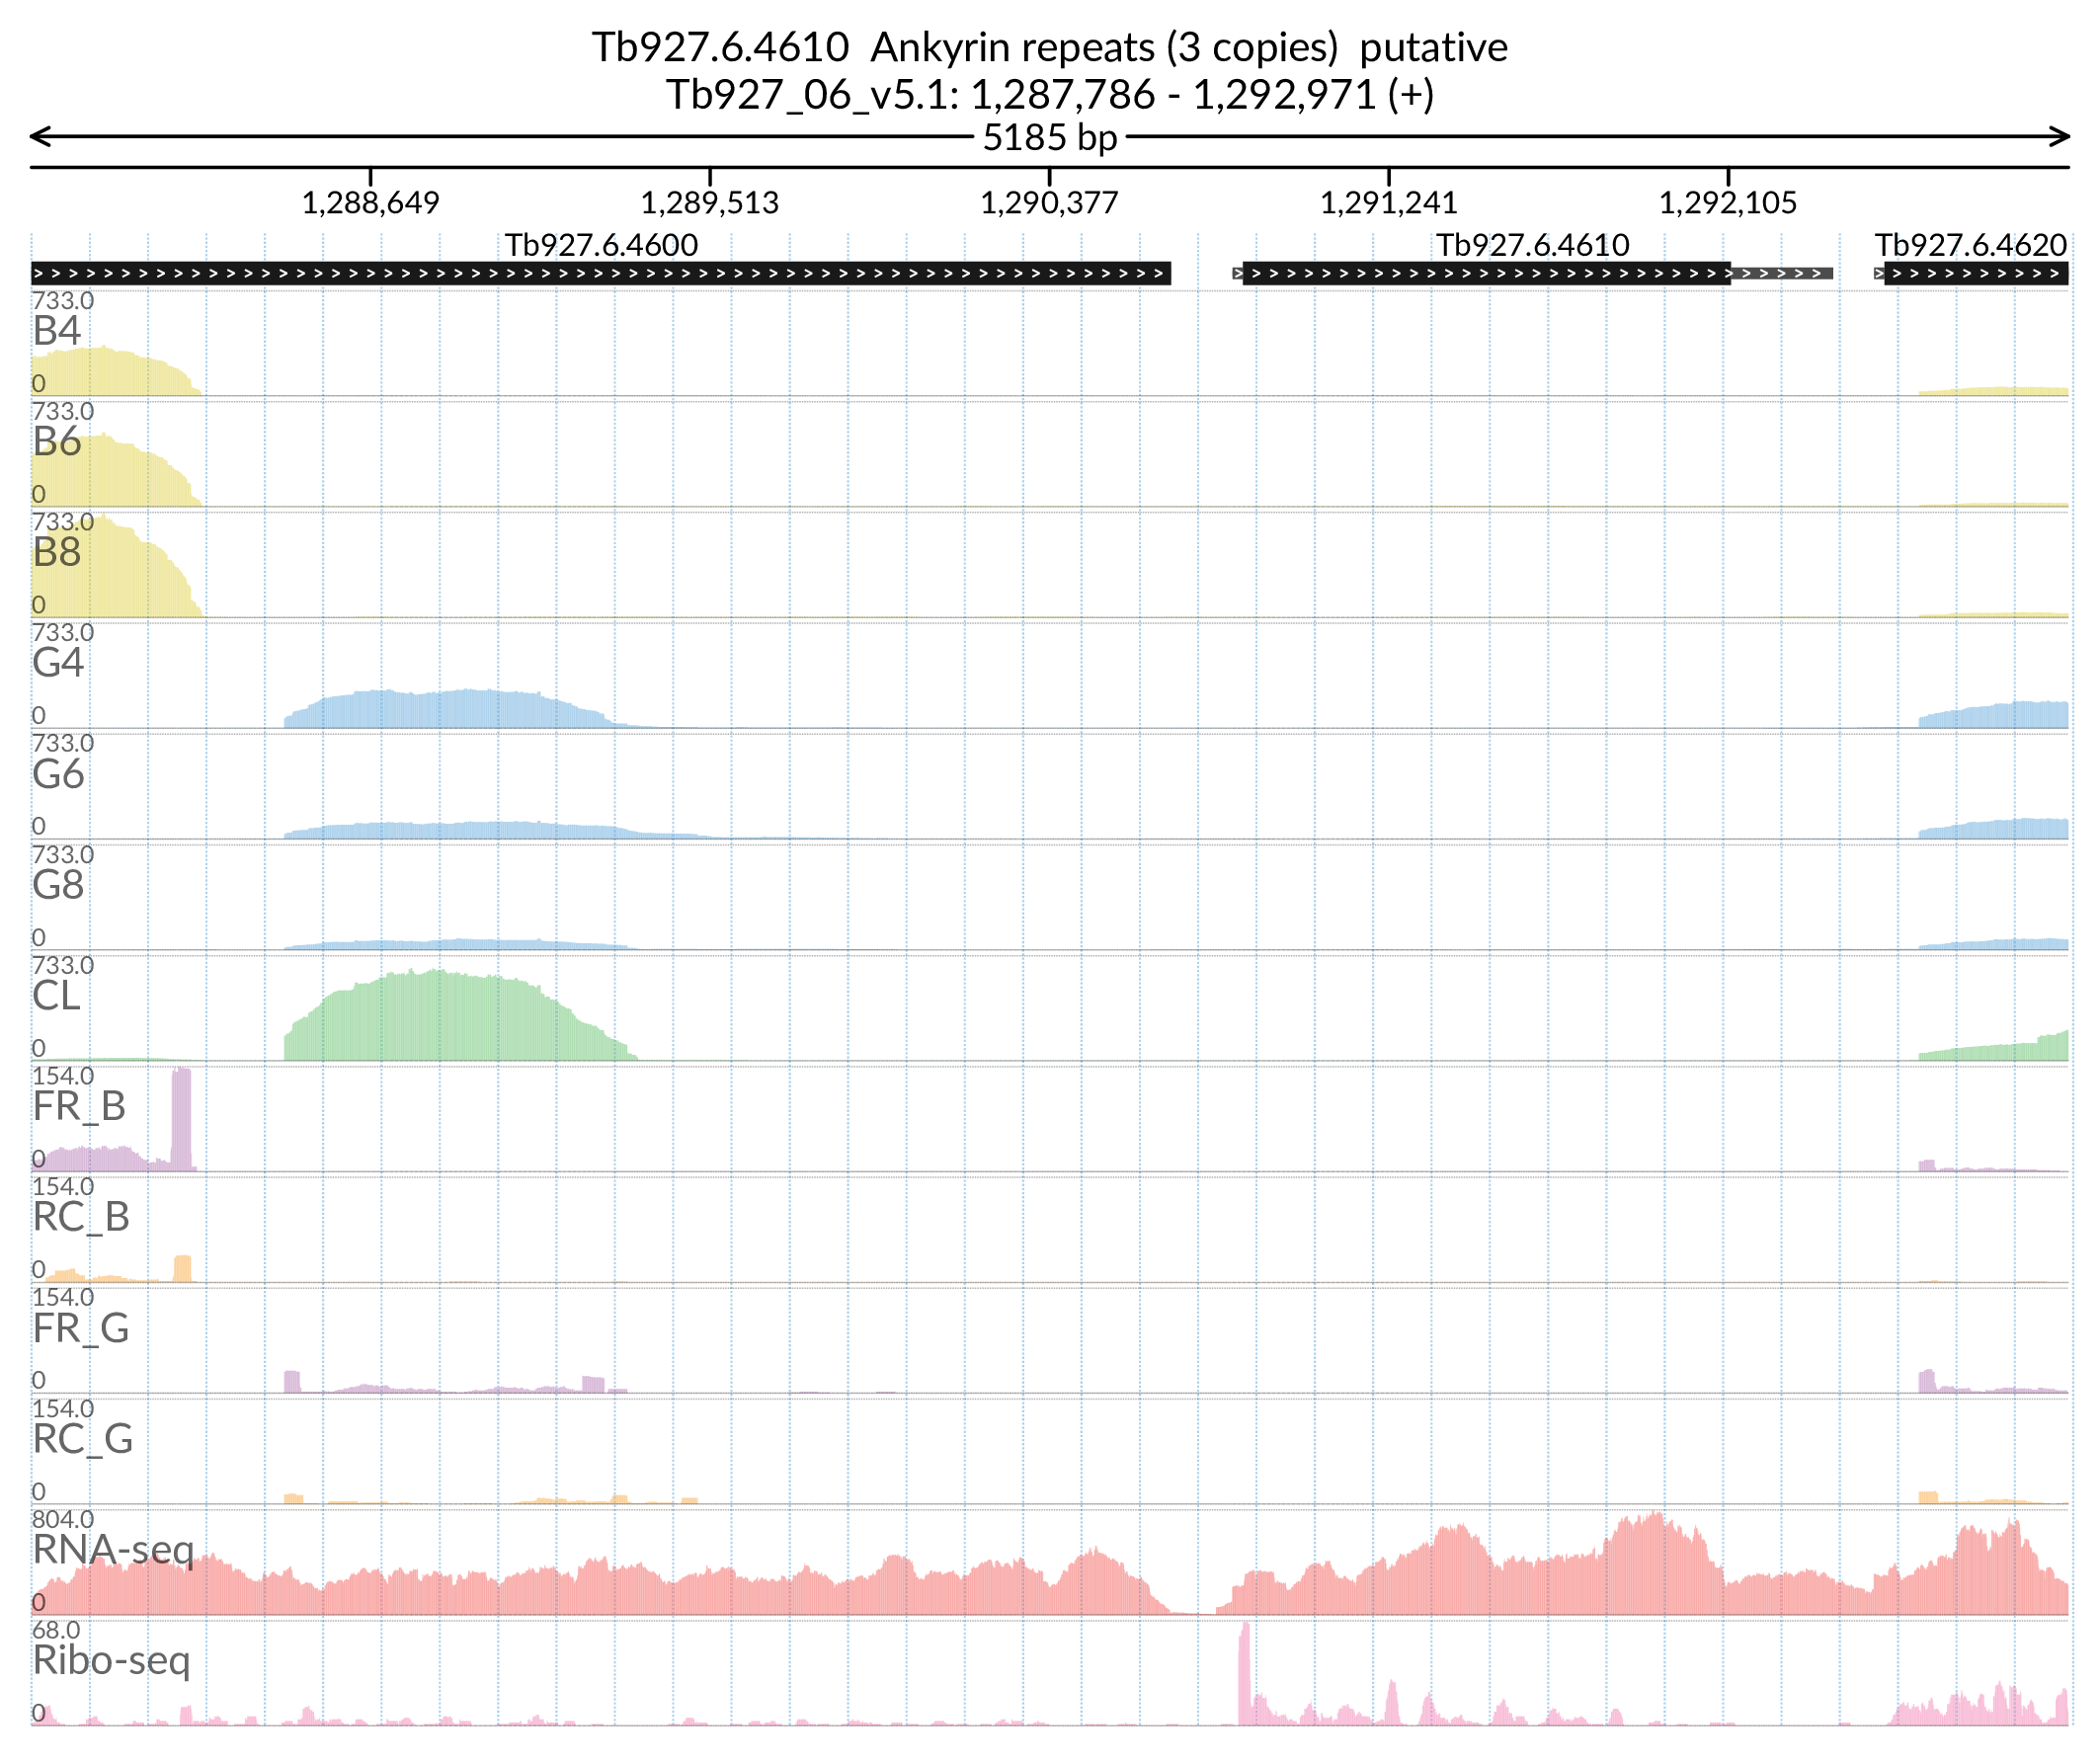 Tb927.6.4610  Ankyrin repeats (3 copies)  putative
Tb927_06_v5.1: 1,287,786 - 1,292,971 (+)
5185 bp
1,288,649 1,289,513 1,290,377 1,291,241 1,292,105
Tb927.6.4600 Tb927.6.4610 Tb927.6.4620
733.0
B4
0
733.0
B6
0
733.0
B8
0
733.0
G4
0
733.0
G6
0
733.0
G8
0
733.0
CL
0
154.0
FR_B
0
154.0
RC_B
0
154.0
FR_G
0
154.0
RC_G
0
804.0
RNA-seq
0
68.0
Ribo-seq
0